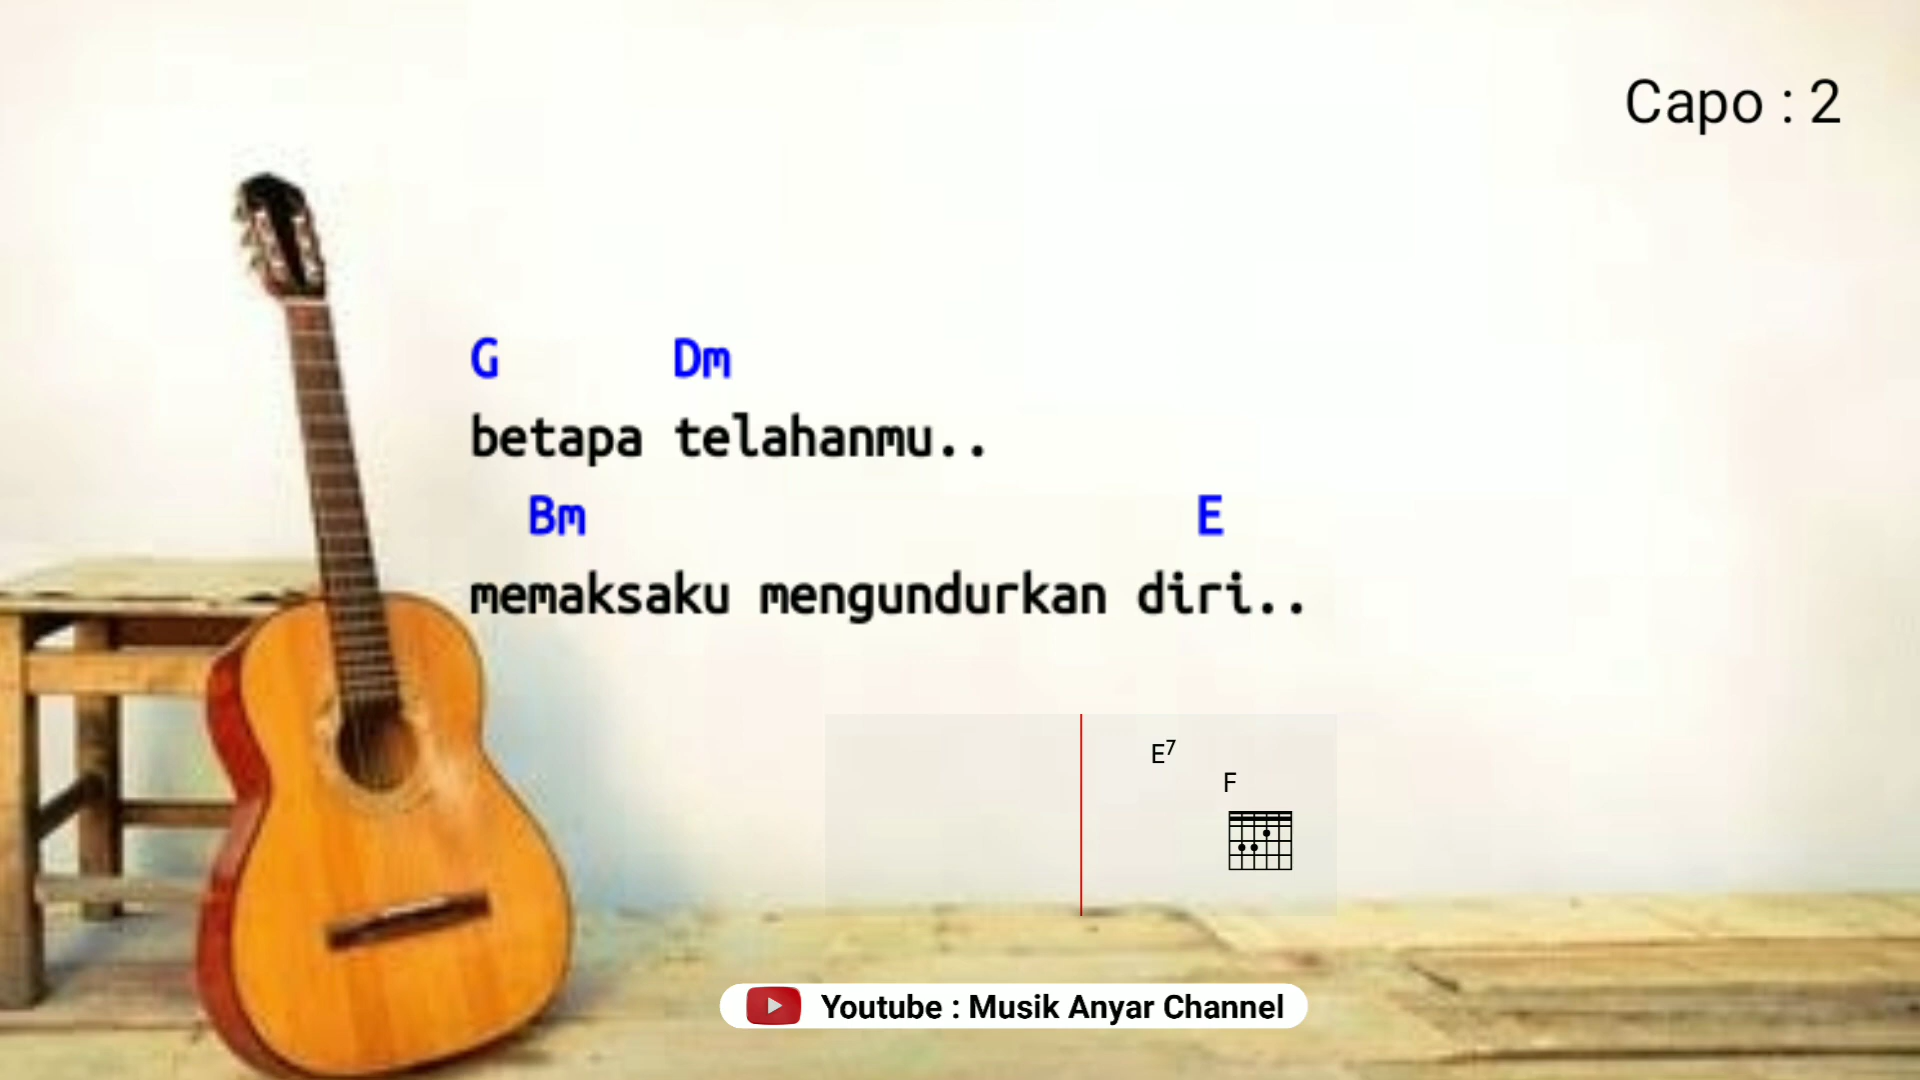 Capo : 2
G Dm
betapa telahanmu..
Bm E
memaksaku mengundurkan diri..
E7
F
Youtube : Musik Anyar Channel